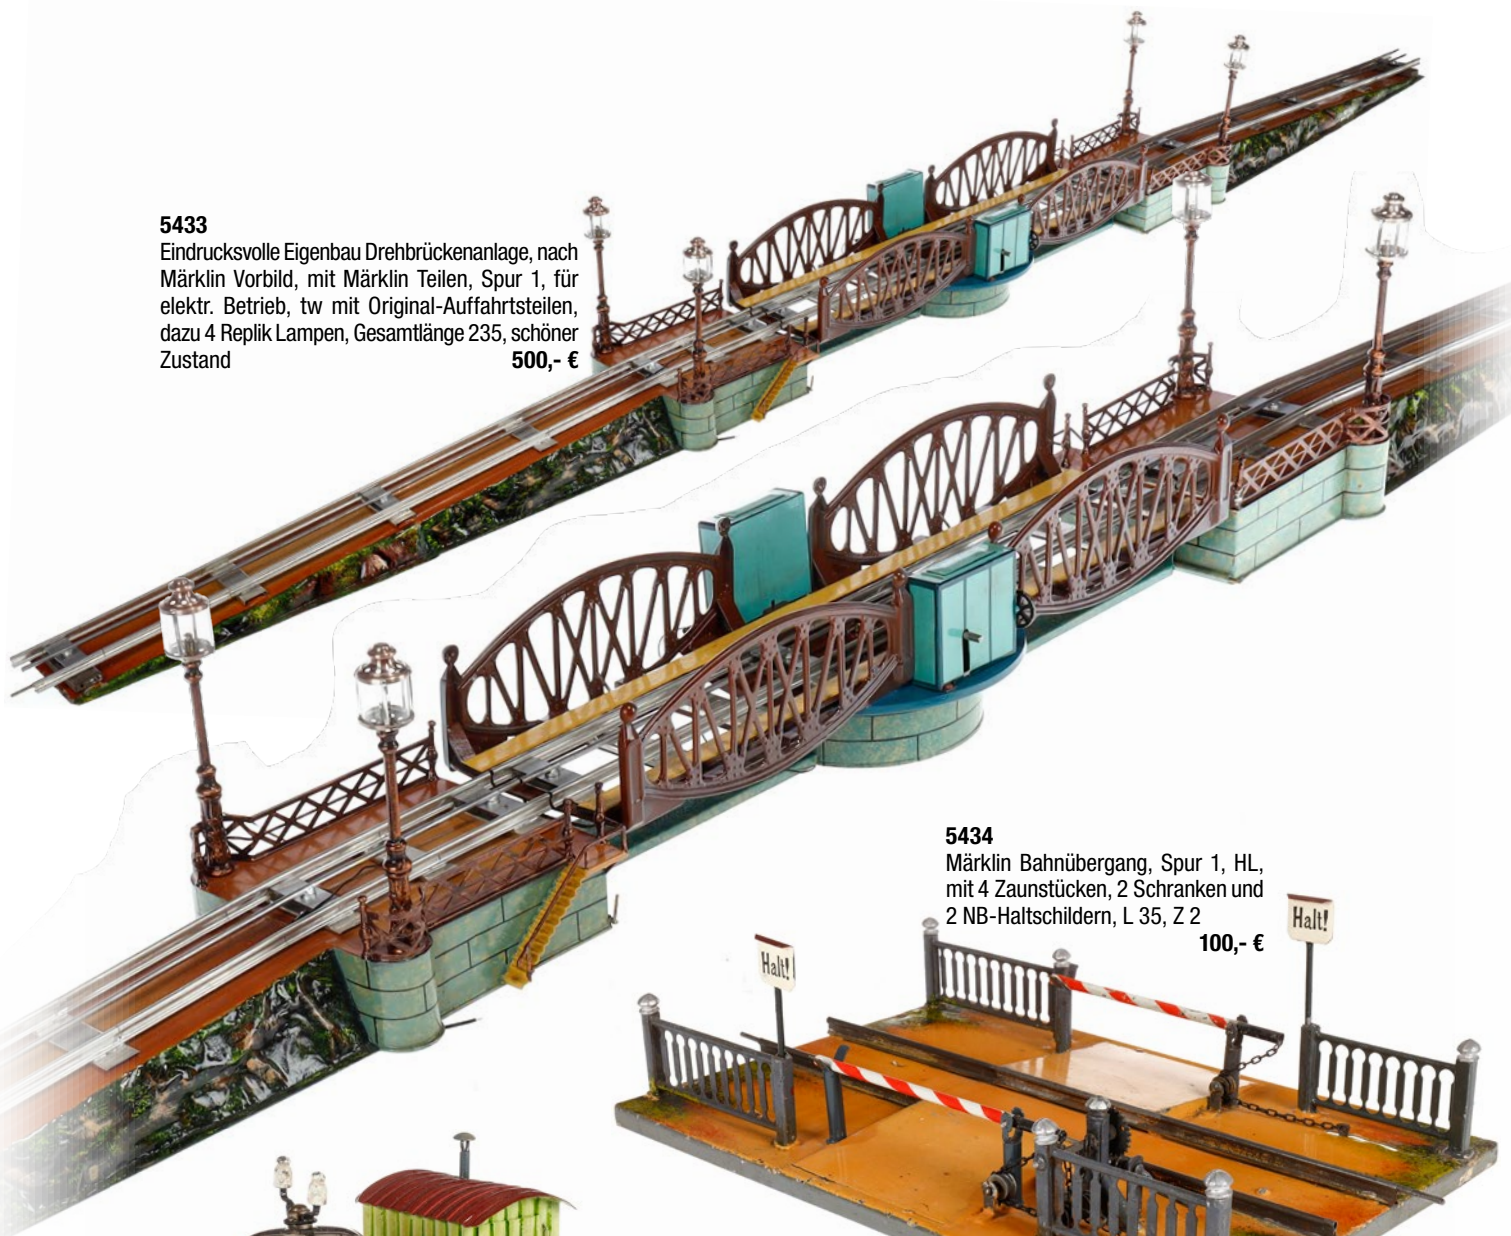 5433
Eindrucksvolle Eigenbau Drehbrückenanlage, nach
Märklin Vorbild, mit Märklin Teilen, Spur 1, für
elektr. Betrieb, tw mit Original-Auffahrtsteilen,
dazu 4 Replik Lampen, Gesamtlänge 235, schöner
Zustand 500,- €
5434
Märklin Bahnübergang, Spur 1, HL,
mit 4 Zaunstücken, 2 Schranken und
2 NB-Haltschildern, L 35, Z 2
100,- €
Halt!
Halt!